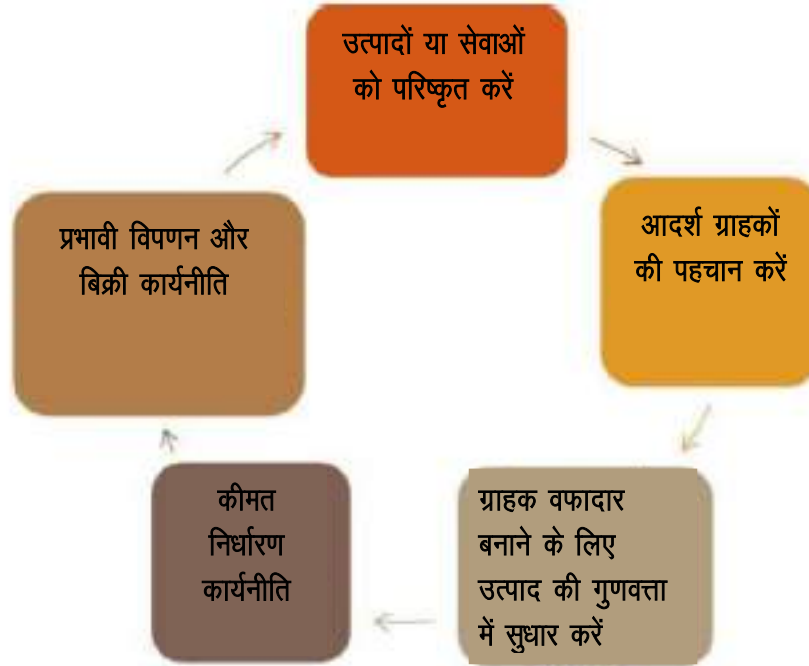 उत्पादों या सेवाओं
को परिष्कृत करें
आदर्श ग्राहकों
की पहचान करें
ग्राहक वफादार
बनाने के लिए
उत्पाद की गुणवत्ता
में सुधार करें
कीमत
निर्धारण
कार्यनीति
प्रभावी विपणन और
बिक्री कार्यनीति